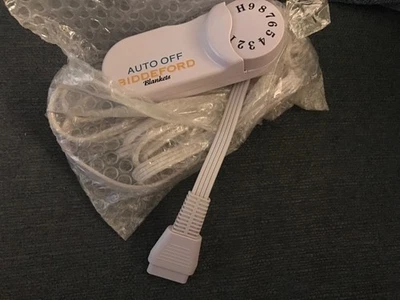 AUTO OFF
BIDDEFORD
Blankets
H987654321